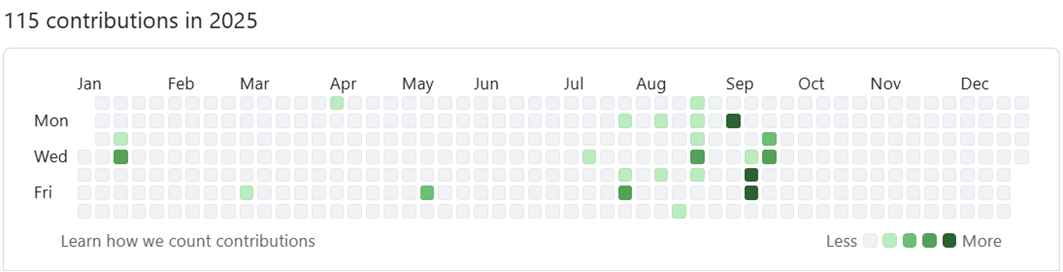 115 contributions in 2025
Jan Feb Mar Apr May Jun Jul Aug Sep Oct Nov Dec
Mon
Wed
Fri
Learn how we count contributions Less More